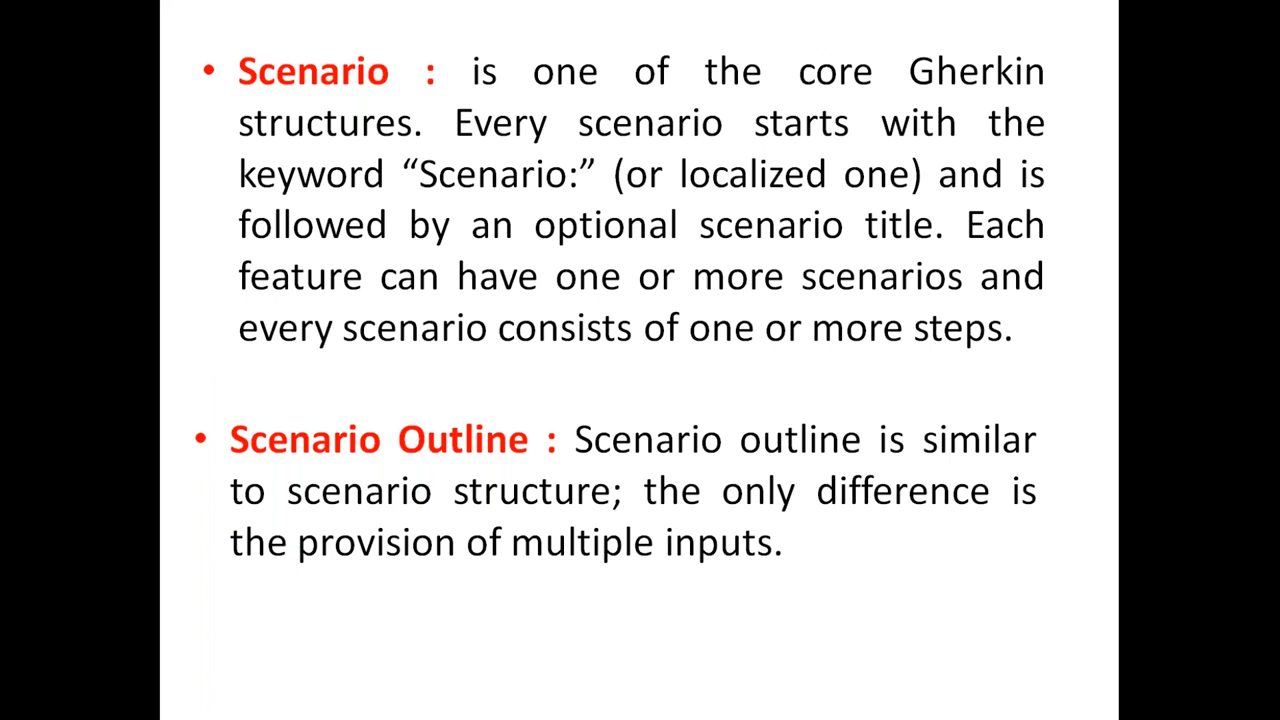 • Scenario : is one of the core Gherkin
structures. Every scenario starts with the
keyword “Scenario:” (or localized one) and is
followed by an optional scenario title. Each
feature can have one or more scenarios and
every scenario consists of one or more steps.
• Scenario Outline : Scenario outline is similar
to scenario structure; the only difference is
the provision of multiple inputs.